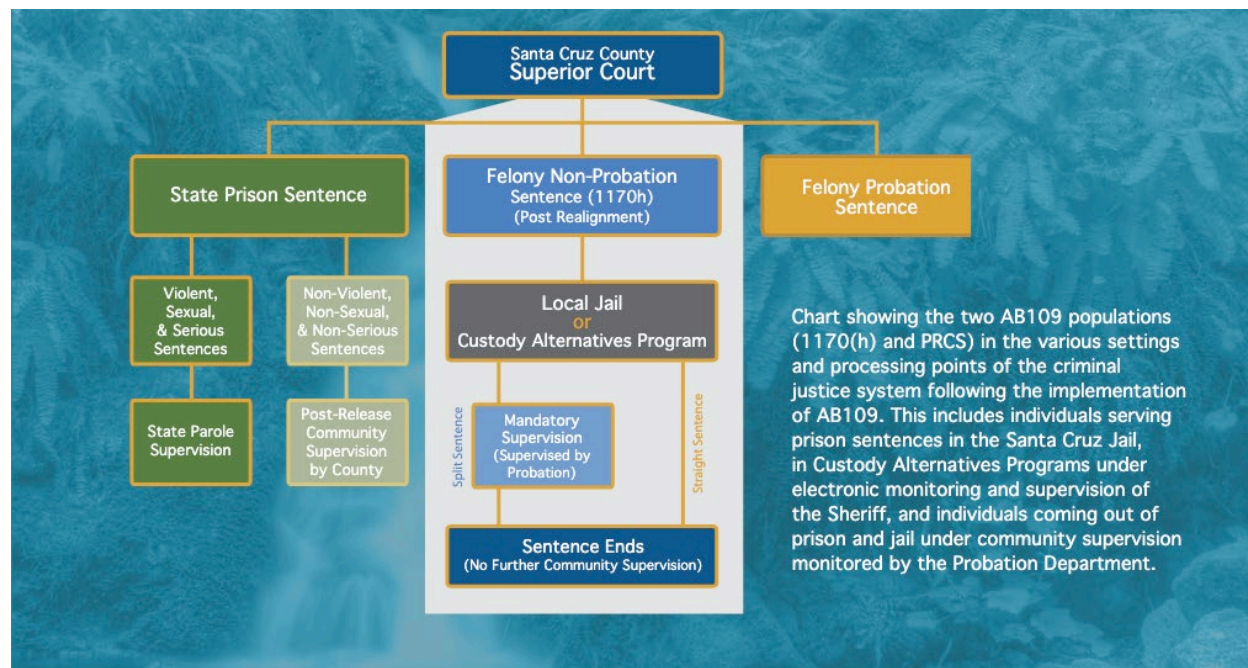 Santa Cruz County
Superior Court
State Prison Sentence
Felony Non-Probation
Sentence (1170h)
(Post Realignment)
Felony Probation
Sentence
Violent,
Sexual,
& Serious
Sentences
Non-Violent,
Non-Sexual,
& Non-Serious
Sentences
Local Jail
or
Custody Alternatives Program
State Parole
Supervision
Post-Release
Community
Supervision
by County
Split Sentence
Mandatory
Supervision
(Supervised by
Probation)
Straight Sentence
Sentence Ends
(No Further Community Supervision)
Chart showing the two AB109 populations
(1170(h) and PRCS) in the various settings
and processing points of the criminal
justice system following the implementation
of AB109. This includes individuals serving
prison sentences in the Santa Cruz Jail,
in Custody Alternatives Programs under
electronic monitoring and supervision of
the Sheriff, and individuals coming out of
prison and jail under community supervision
monitored by the Probation Department.